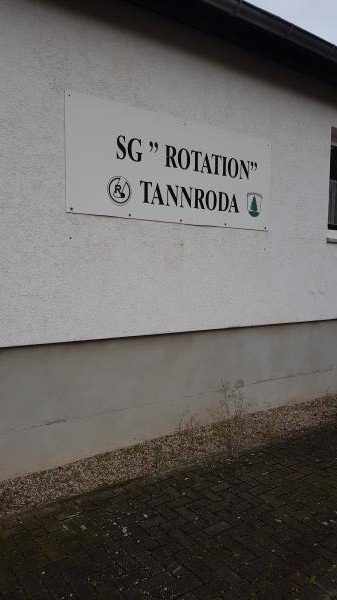 SG " ROTATION"
R TANNRODA